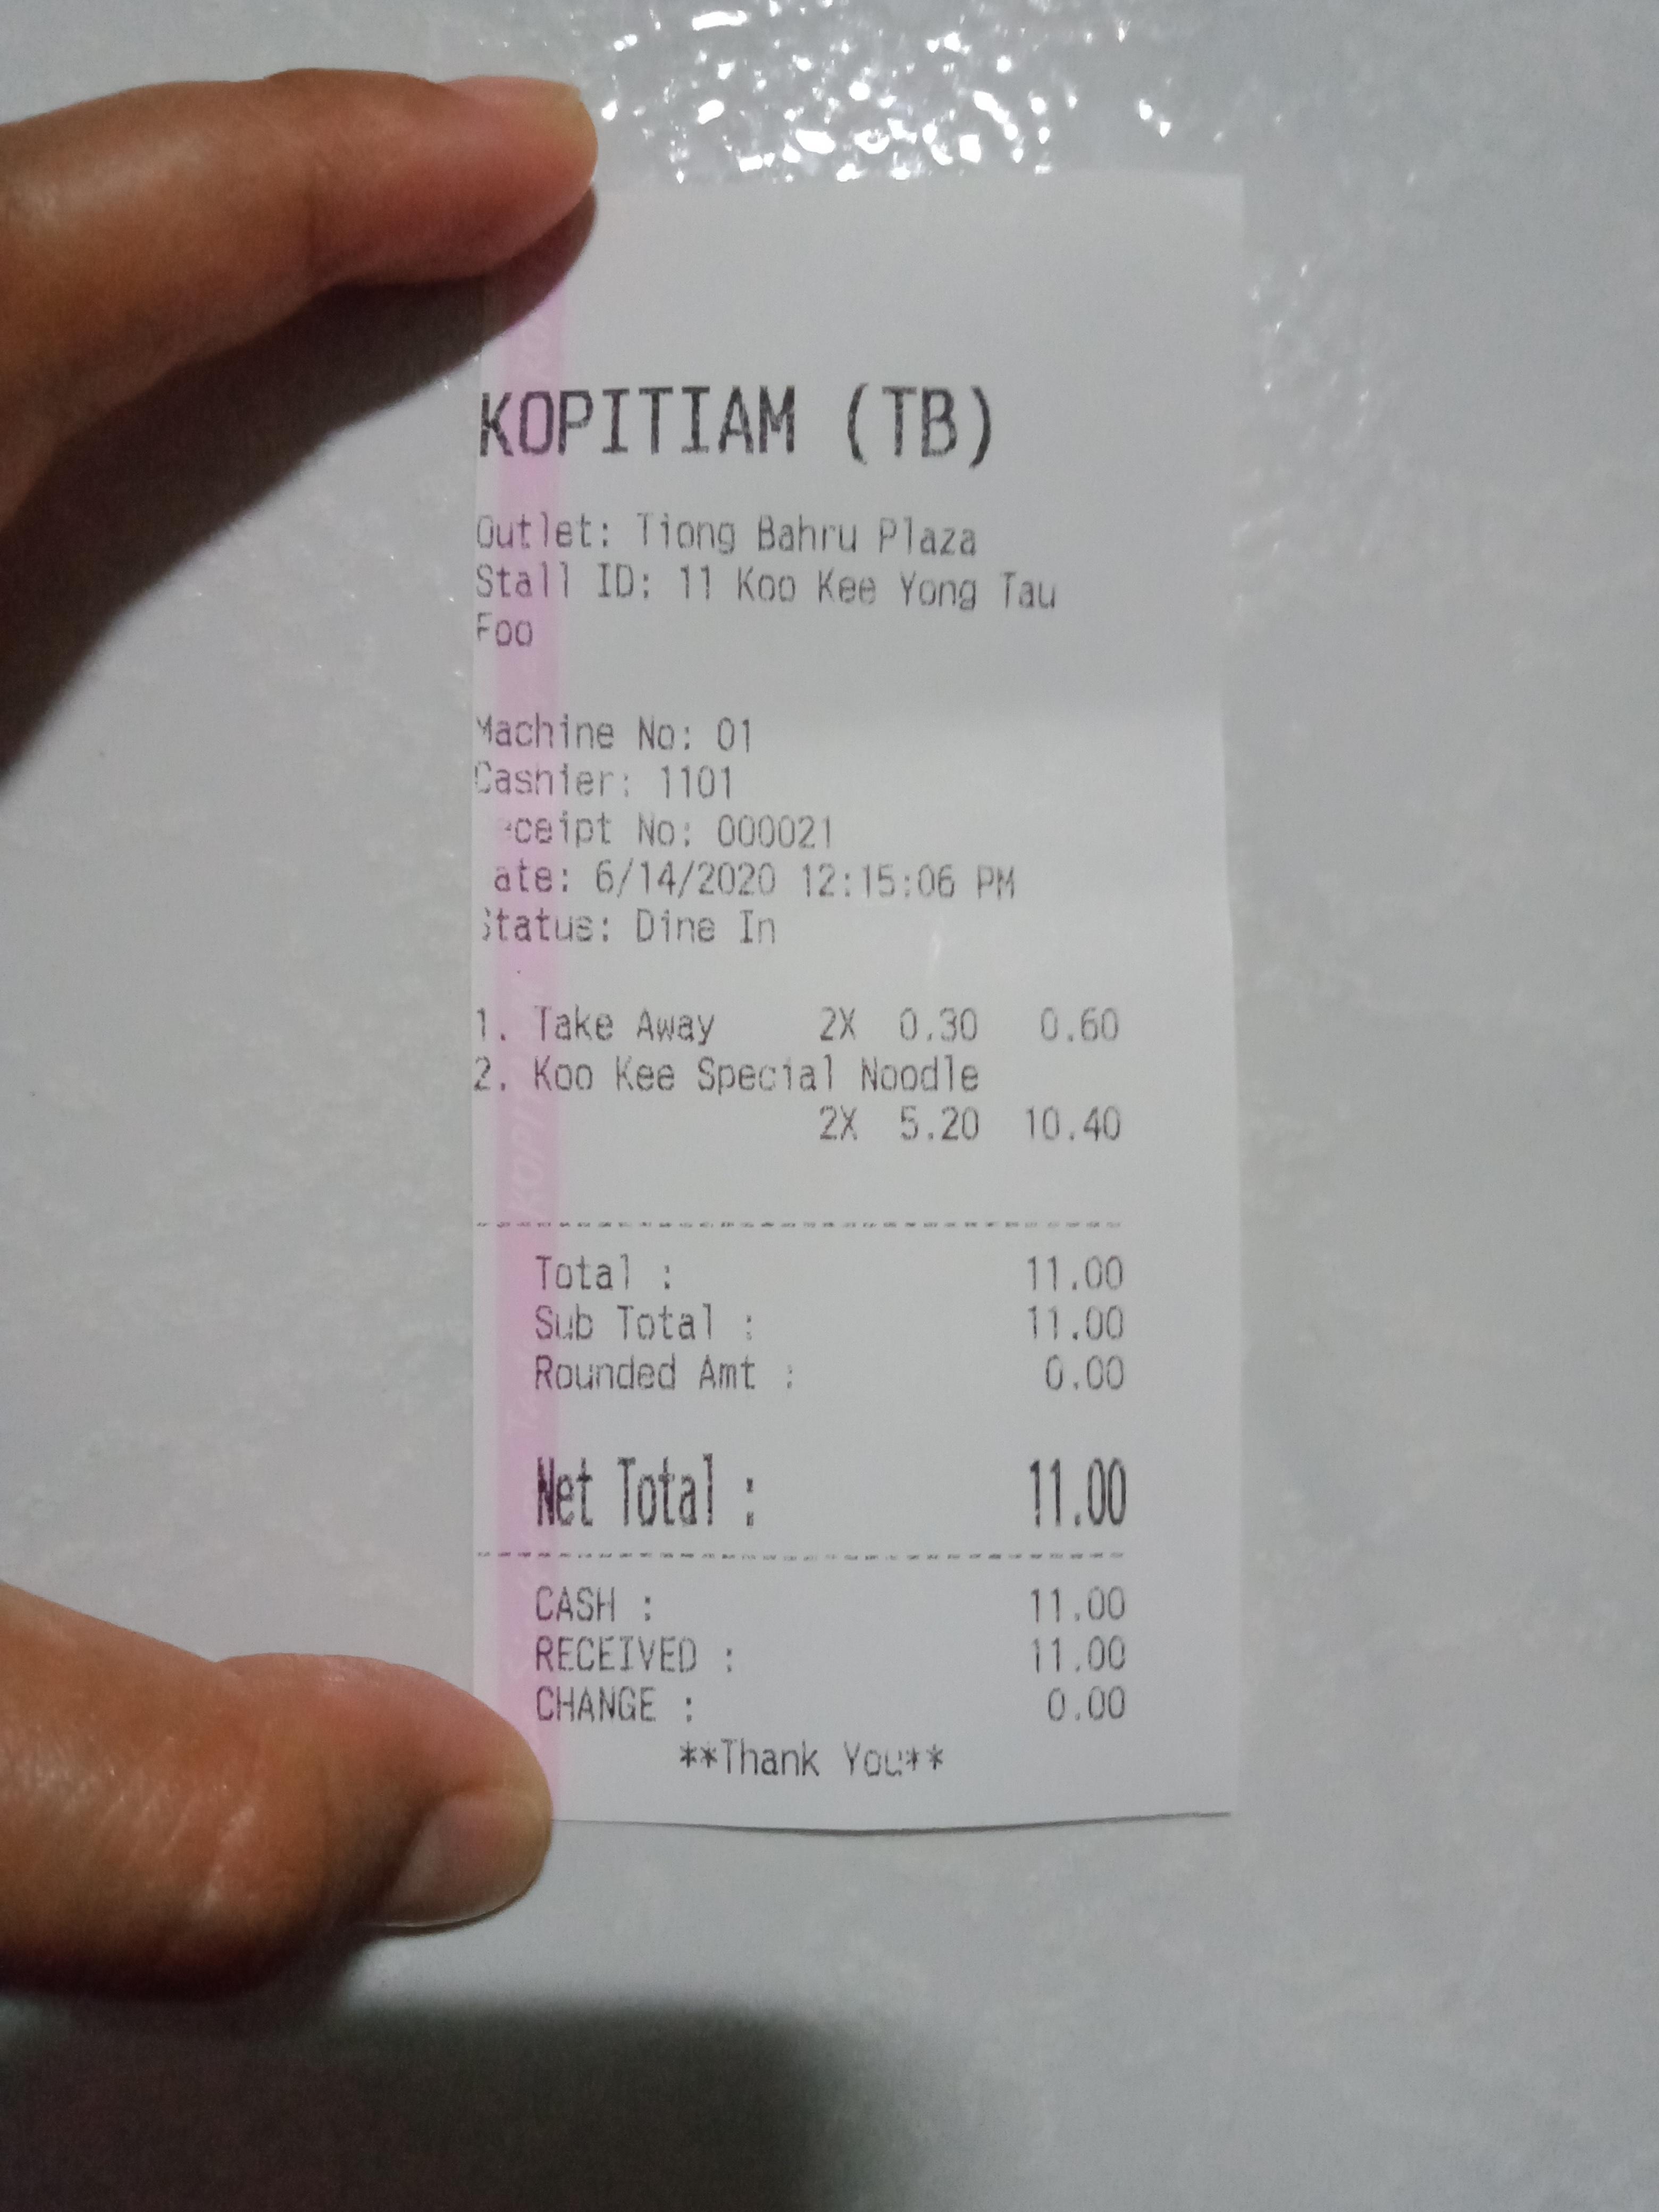 KOPITIAM (TB)
Outlet: Tiong Bahru Plaza
Stall ID: 11 Koo Kee Yong Tau
Foo
Machine No: 01
Cashier: 1101
eceipt No: 000021
ate: 6/14/2020 12:15:06 PM
Status: Dine In
1. Take Away 2X 0.30 0.60
2. Koo Kee Special Noodle
2X 5.20 10.40
Total : 11.00
Sub Total : 11.00
Rounded Amt : 0.00
Net Total : 11.00
CASH : 11.00
RECEIVED : 11.00
CHANGE : 0.00
**Thank You**